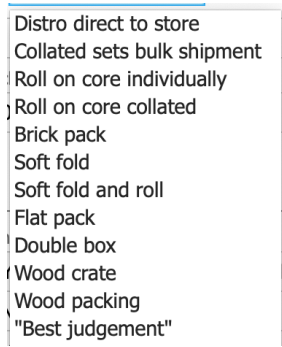 Distro direct to store
Collated sets bulk shipment
Roll on core individually
Roll on core collated
Brick pack
Soft fold
Soft fold and roll
Flat pack
Double box
Wood crate
Wood packing
"Best judgement"